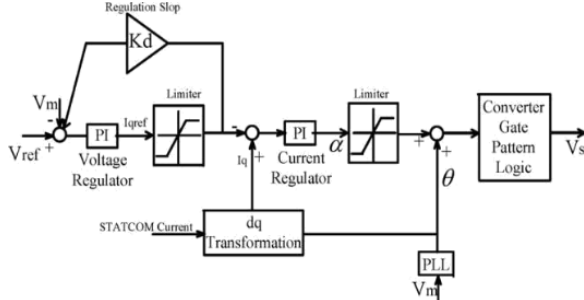 Regulation Slop
Kd
Vm
-
Vref
+
PI
Voltage
Regulator
Iqref
Limiter
-
+
Iq
PI
Current
Regulator
α
Limiter
+
+
θ
Converter
Gate
Pattern
Logic
Vs
STATCOM Current
dq
Transformation
PLL
Vm